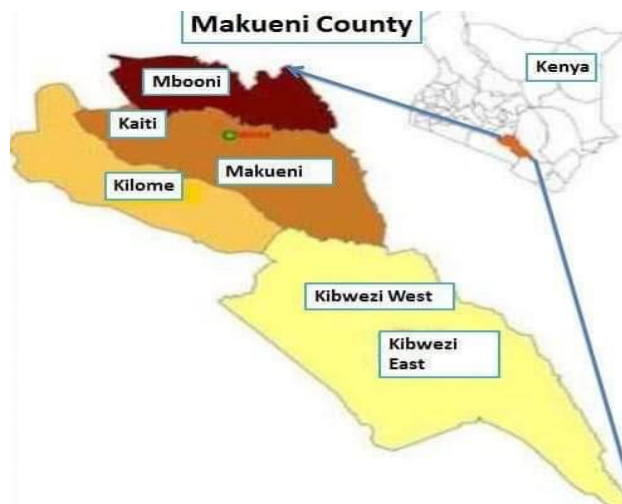 Makueni County
Kenya
Mbooni
Kaiti
Makueni
Kilome
Kibwezi West
Kibwezi
East